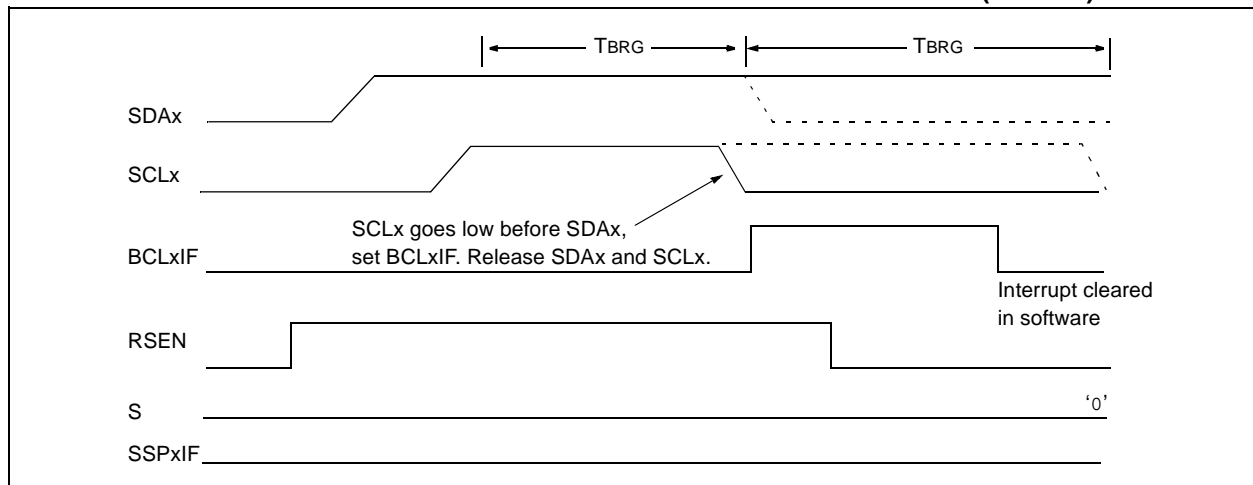 TBRG TBRG
SDAx
SCLx
SCLx goes low before SDAx,
set BCLxIF. Release SDAx and SCLx.
BCLxIF
Interrupt cleared
in software
RSEN
S
‘0’
SSPxIF